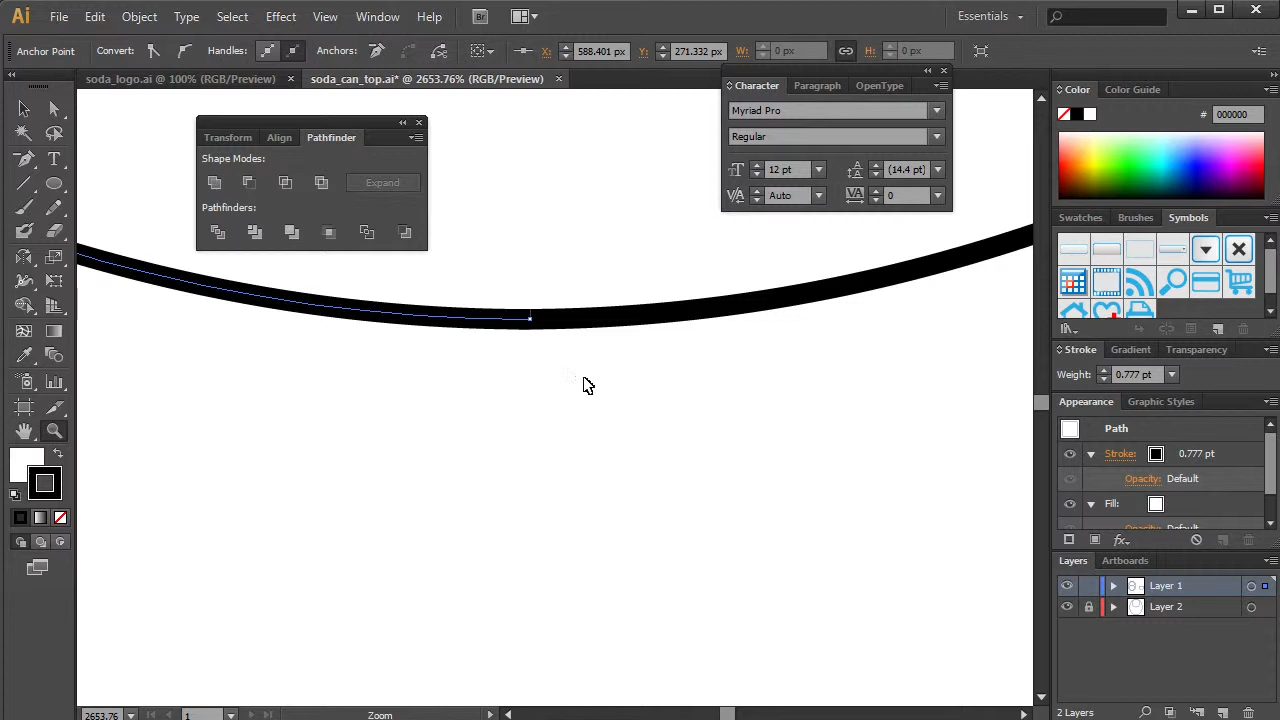 Ai File Edit Object Type Select Effect View Window Help Br Essentials
Anchor Point Convert: Handles: Anchors: X: 588.401 px Y: 271.332 px W: 0 px H: 0 px
soda_logo.ai @ 100% (RGB/Preview) soda_can_top.ai* @ 2653.76% (RGB/Preview)
Transform Align Pathfinder
Shape Modes:
Expand
Pathfinders:
Character Paragraph OpenType
Myriad Pro
Regular
12 pt (14.4 pt)
Auto 0
Color Color Guide
# 000000
Swatches Brushes Symbols
Stroke Gradient Transparency
Weight: 0.777 pt
Appearance Graphic Styles
Path
Stroke: 0.777 pt
Opacity: Default
Fill:
Opacity: Default
Layers Artboards
Layer 1
Layer 2
2 Layers
2653.76 1 Zoom